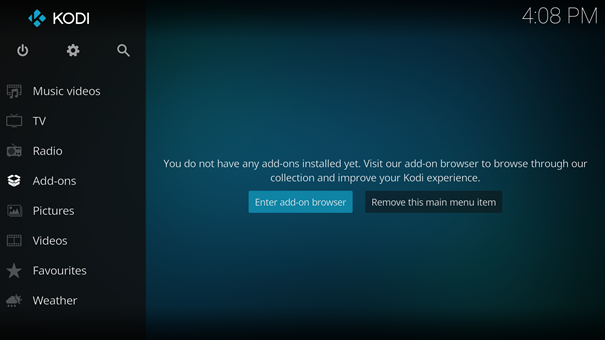 KODI
4:08 PM
Music videos
TV
Radio
Add-ons
Pictures
Videos
Favourites
Weather
You do not have any add-ons installed yet. Visit our add-on browser to browse through our
collection and improve your Kodi experience.
Enter add-on browser
Remove this main menu item